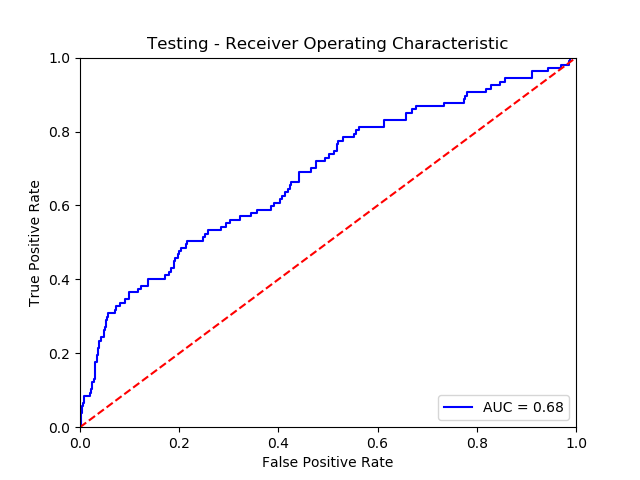 Testing - Receiver Operating Characteristic
1.0
0.8
0.6
0.4
0.2
0.0
True Positive Rate
AUC = 0.68
0.0 0.2 0.4 0.6 0.8 1.0
False Positive Rate